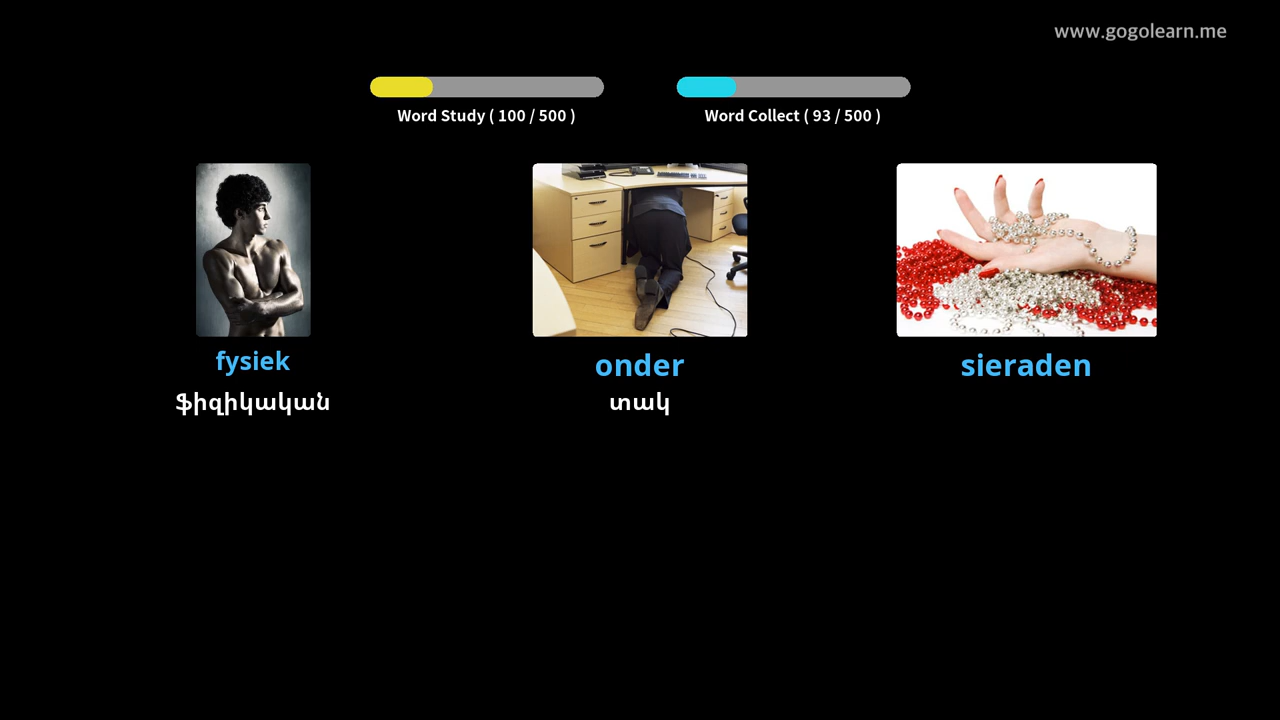 www.gogolearn.me
Word Study ( 100 / 500 )
Word Collect ( 93 / 500 )
fysiek
onder
sieraden
ֆիզիկական
տակ